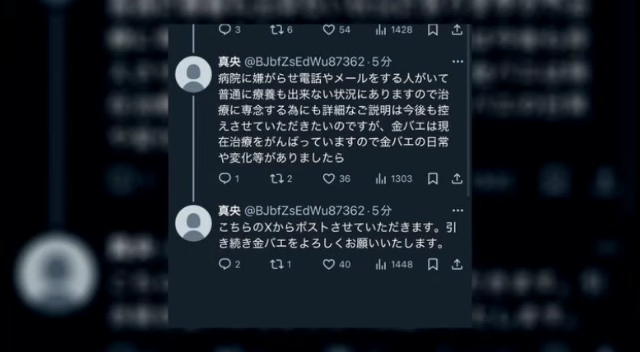 3 6 54 1428
真央 @BJbfZsEdWu87362・5分
病院に嫌がらせ電話やメールをする人がいて
普通に療養も出来ない状況にありますので治
療に専念する為にも詳細なご説明は今後も控
えさせていただきたいのですが、金バエは現
在治療をがんばっていますので金バエの日常
や変化等がありましたら
1 2 36 1303
真央 @BJbfZsEdWu87362・5分
こちらのXからポストさせていただきます。引
き続き金バエをよろしくお願いいたします。
2 1 40 1448